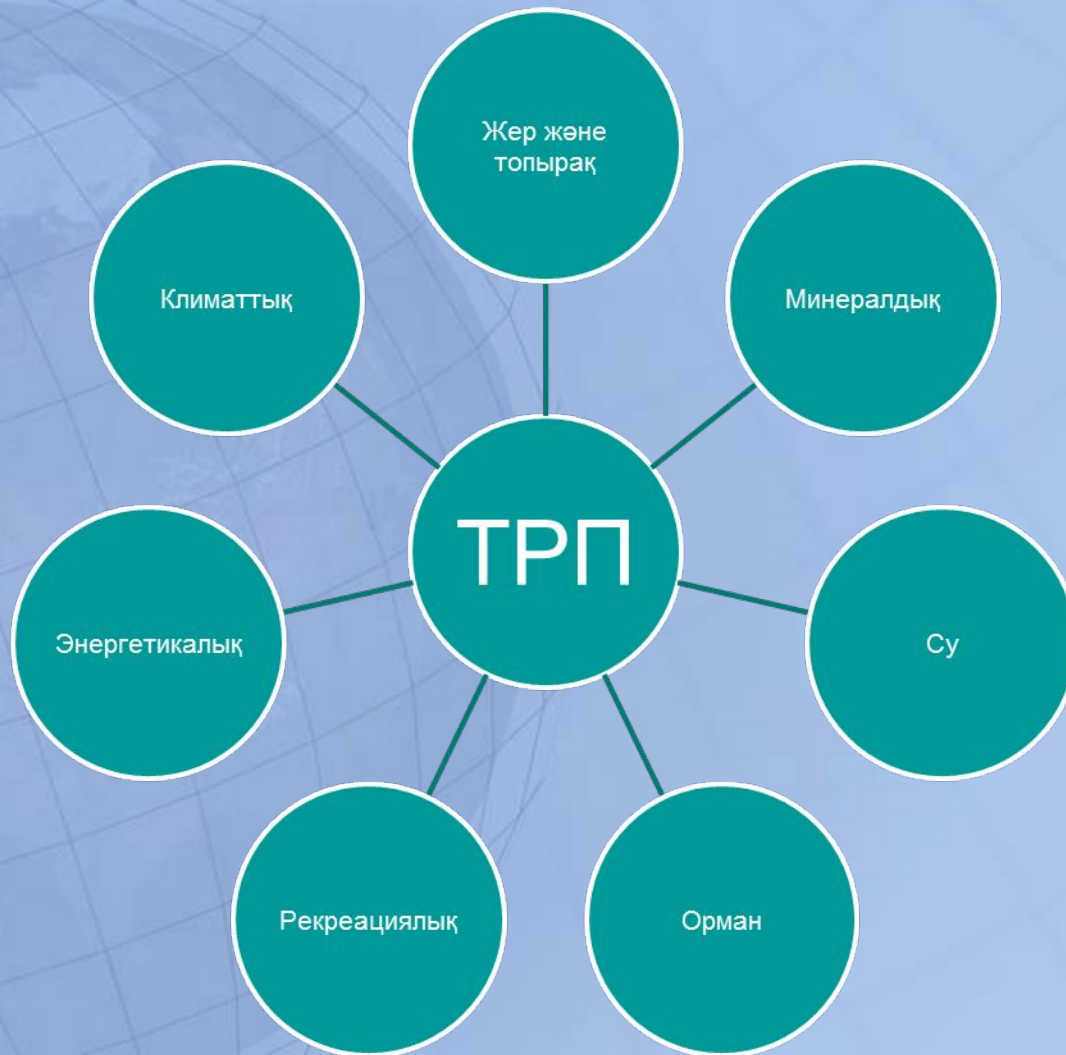 Жер және
топырақ
Климаттық
Минералдық
ТРП
Энергетикалық
Су
Рекреациялық
Орман